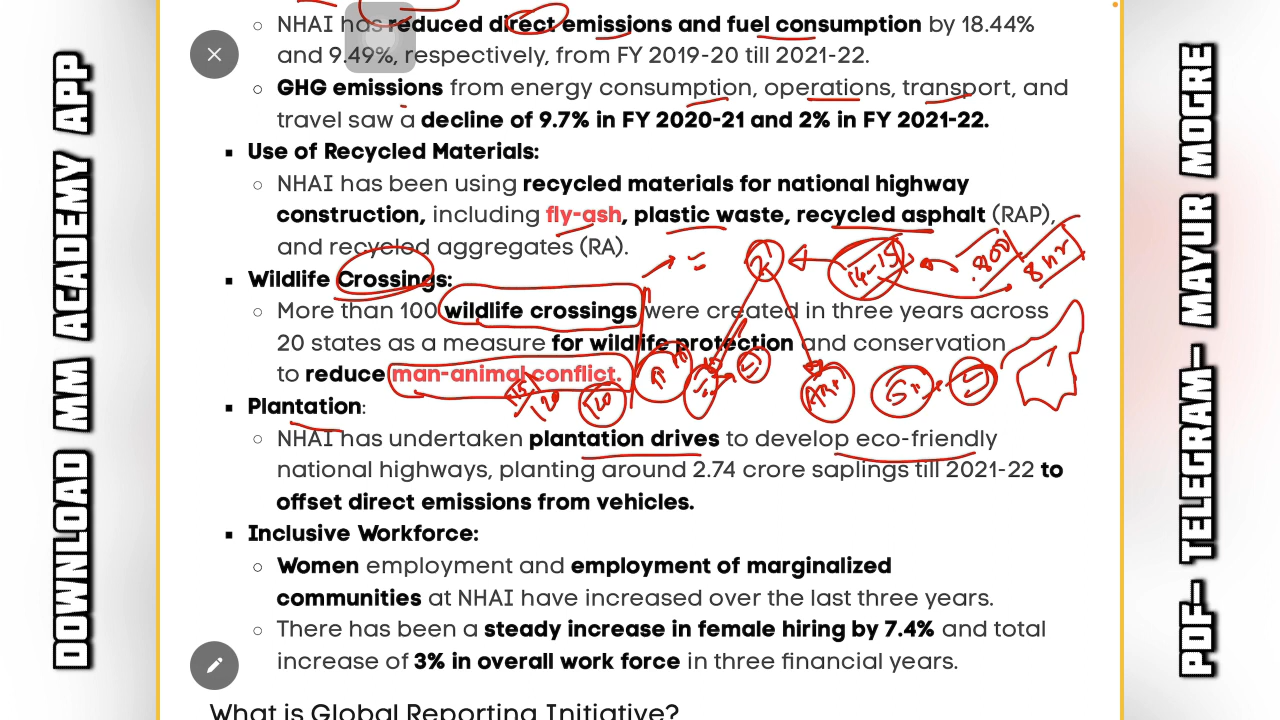 NHAI has reduced direct emissions and fuel consumption by 18.44%
and 9.49%, respectively, from FY 2019-20 till 2021-22.
GHG emissions from energy consumption, operations, transport, and
travel saw a decline of 9.7% in FY 2020-21 and 2% in FY 2021-22.
Use of Recycled Materials:
NHAI has been using recycled materials for national highway
construction, including fly-ash, plastic waste, recycled asphalt (RAP),
and recycled aggregates (RA).
14-15 800 8hr
Wildlife Crossings:
More than 100 wildlife crossings were created in three years across
20 states as a measure for wildlife protection and conservation
to reduce man-animal conflict.
120
Plantation:
NHAI has undertaken plantation drives to develop eco-friendly
national highways, planting around 2.74 crore saplings till 2021-22 to
offset direct emissions from vehicles.
Inclusive Workforce:
Women employment and employment of marginalized
communities at NHAI have increased over the last three years.
There has been a steady increase in female hiring by 7.4% and total
increase of 3% in overall work force in three financial years.
What is Global Reporting Initiative?
DOWNLOAD MM ACADEMY APP
PDF- TELEGRAM- MAYUR MOGRE